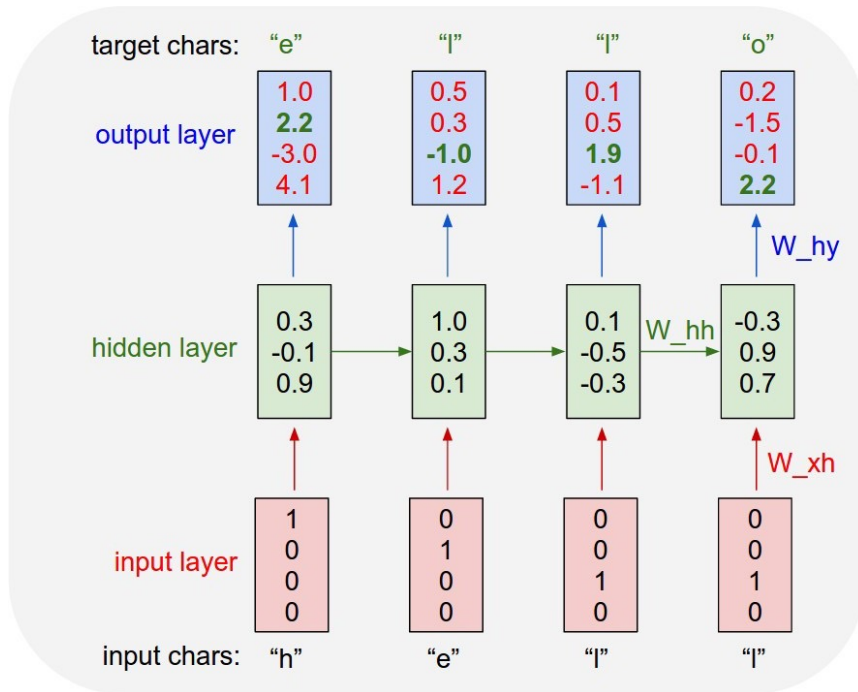 target chars: “e” “l” “l” “o”
1.0 0.5 0.1 0.2
2.2 0.3 0.5 -1.5
output layer
-3.0 -1.0 1.9 -0.1
4.1 1.2 -1.1 2.2
W_hy
0.3 1.0 0.1 -0.3
W_hh
hidden layer
-0.1 0.3 -0.5 0.9
0.9 0.1 -0.3 0.7
W_xh
1 0 0 0
0 1 0 0
input layer
0 0 1 1
0 0 0 0
input chars: “h” “e” “l” “l”